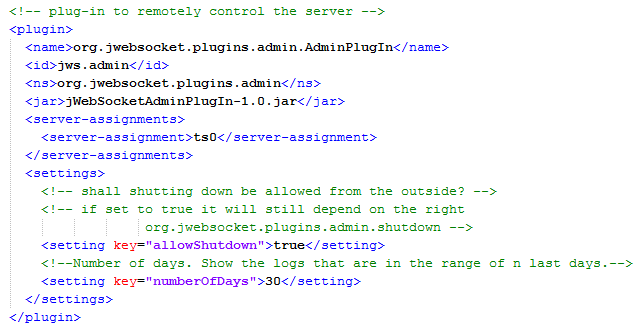 <!-- plug-in to remotely control the server -->
<plugin>
<name>org.jwebsocket.plugins.admin.AdminPlugIn</name>
<id>jws.admin</id>
<ns>org.jwebsocket.plugins.admin</ns>
<jar>jWebSocketAdminPlugIn-1.0.jar</jar>
<server-assignments>
<server-assignment>ts0</server-assignment>
</server-assignments>
<settings>
<!-- shall shutting down be allowed from the outside? -->
<!-- if set to true it will still depend on the right
org.jwebsocket.plugins.admin.shutdown -->
<setting key="allowShutdown">true</setting>
<!--Number of days. Show the logs that are in the range of n last days.-->
<setting key="numberOfDays">30</setting>
</settings>
</plugin>